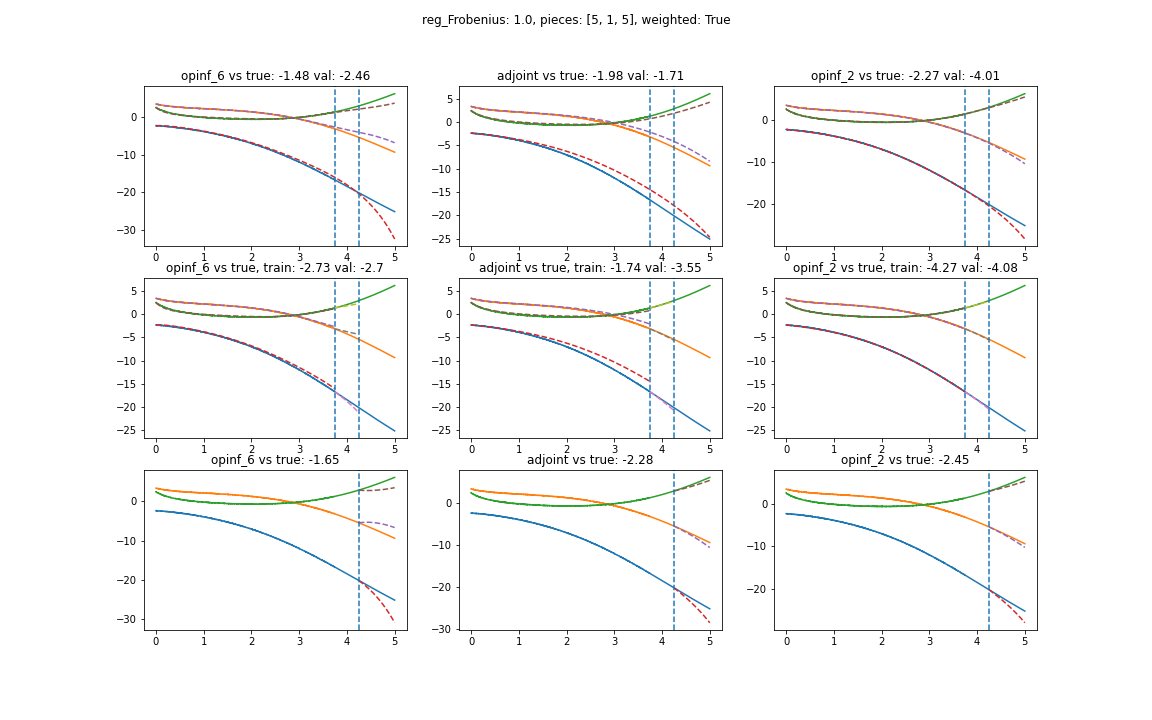 reg_Frobenius: 1.0, pieces: [5, 1, 5], weighted: True
opinf_6 vs true: -1.48 val: -2.46
0
−10
−20
−30
0 1 2 3 4 5
adjoint vs true: -1.98 val: -1.71
5
0
−5
−10
−15
−20
−25
0 1 2 3 4 5
opinf_2 vs true: -2.27 val: -4.01
0
−10
−20
0 1 2 3 4 5
opinf_6 vs true, train: -2.73 val: -2.7
5
0
−5
−10
−15
−20
−25
0 1 2 3 4 5
adjoint vs true, train: -1.74 val: -3.55
5
0
−5
−10
−15
−20
−25
0 1 2 3 4 5
opinf_2 vs true, train: -4.27 val: -4.08
5
0
−5
−10
−15
−20
−25
0 1 2 3 4 5
opinf_6 vs true: -1.65
0
−10
−20
−30
0 1 2 3 4 5
adjoint vs true: -2.28
0
−10
−20
−30
0 1 2 3 4 5
opinf_2 vs true: -2.45
0
−10
−20
0 1 2 3 4 5